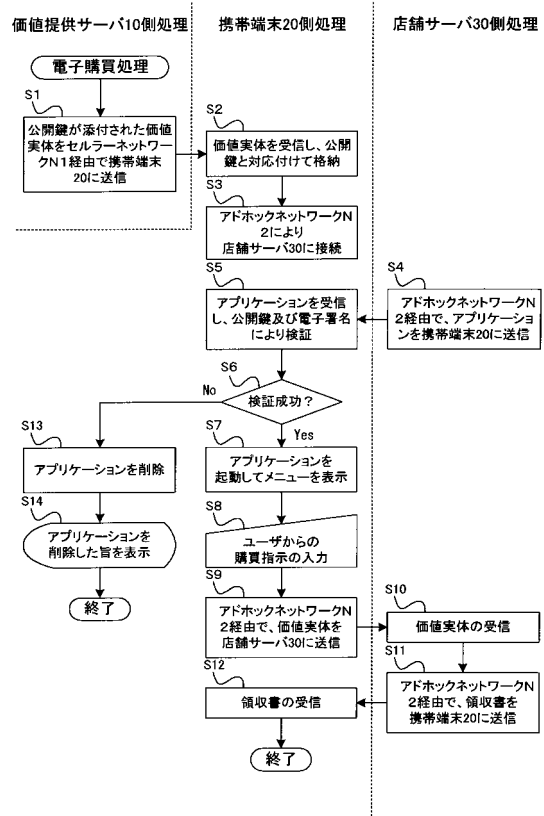 価値提供サーバ10側処理
携帯端末20側処理
店舗サーバ30側処理
電子購買処理
S1
公開鍵が添付された価値
実体をセルラーネットワー
クN1経由で携帯端末
20に送信
S2
価値実体を受信し、公開
鍵と対応付けて格納
S3
アドホックネットワークN
2により
店舗サーバ30に接続
S4
アドホックネットワークN
2経由で、アプリケーショ
ンを携帯端末20に送信
S5
アプリケーションを受信
し、公開鍵及び電子署名
により検証
S6
検証成功？
No
Yes
S13
アプリケーションを削除
S14
アプリケーションを
削除した旨を表示
終了
S7
アプリケーションを
起動してメニューを表示
S8
ユーザからの
購買指示の入力
S9
アドホックネットワークN
2経由で、価値実体を
店舗サーバ30に送信
S10
価値実体の受信
S11
アドホックネットワークN
2経由で、領収書を
携帯端末20に送信
S12
領収書の受信
終了